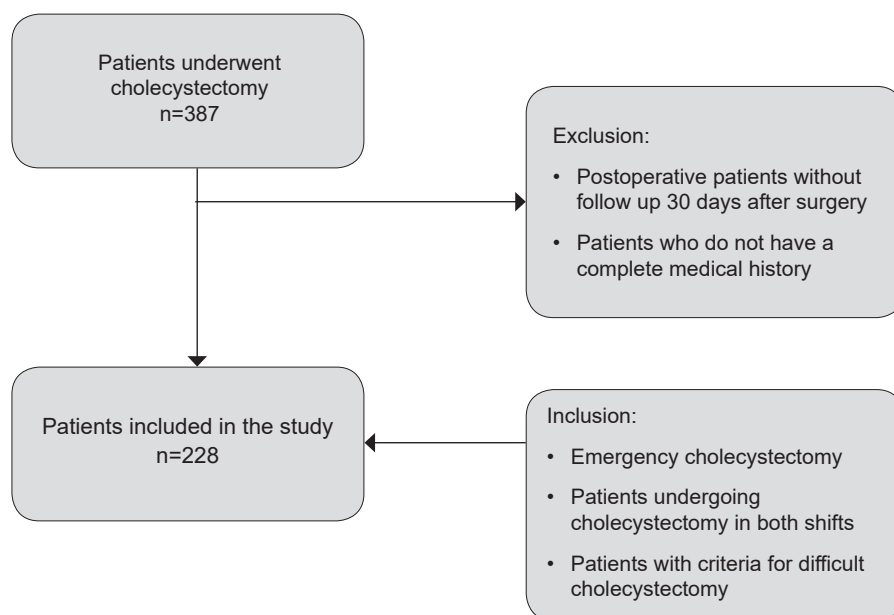 Patients underwent
cholecystectomy
n=387
Exclusion:
• Postoperative patients without
follow up 30 days after surgery
• Patients who do not have a
complete medical history
Patients included in the study
n=228
Inclusion:
• Emergency cholecystectomy
• Patients undergoing
cholecystectomy in both shifts
• Patients with criteria for difficult
cholecystectomy